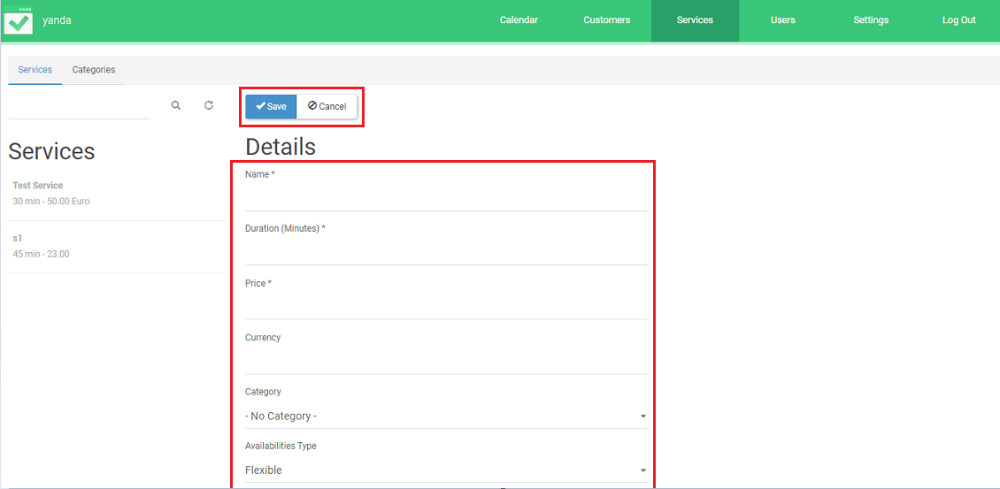 yanda
Calendar
Customers
Services
Users
Settings
Log Out
Services
Categories
Save
Cancel
Services
Test Service
30 min - 50.00 Euro
s1
45 min - 23.00
Details
Name *
Duration (Minutes) *
Price *
Currency
Category
- No Category -
Availabilities Type
Flexible